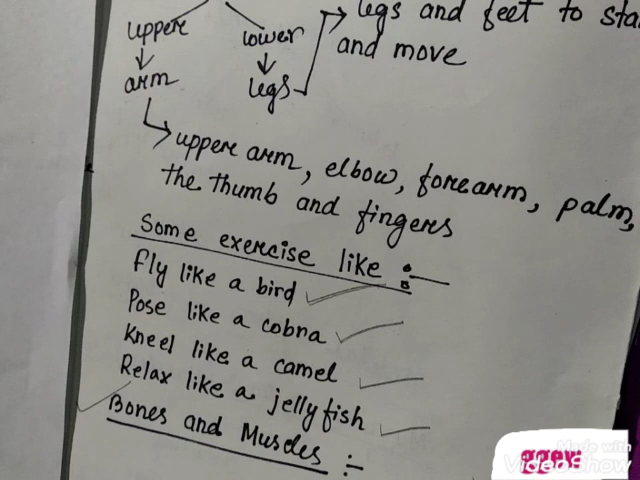 legs and feet to sta
and move
upper
lower
arm
legs
upper arm, elbow, forearm, palm,
the thumb and fingers
Some exercise like :-
Fly like a bird
Pose like a cobra
Kneel like a camel
Relax like a jelly fish
Bones and Muscles :-
Made with
VideoShow